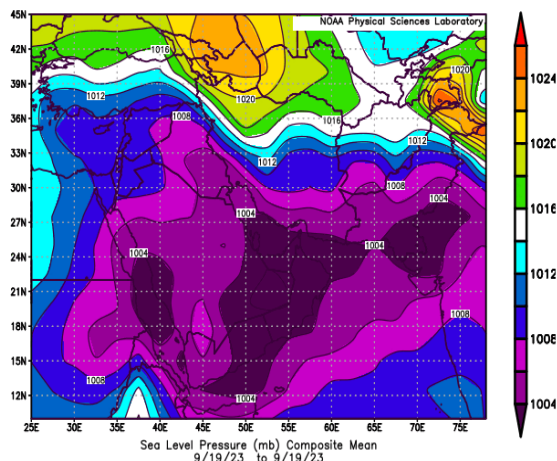 NOAA Physical Sciences Laboratory
45N
42N
39N
36N
33N
30N
27N
24N
21N
18N
15N
12N
1016
1020
1020
1012
1008
1016
1012
1012
1008
1004
1004
1004
1008
1008
1004
25E 30E 35E 40E 45E 50E 55E 60E 65E 70E 75E
1024
1020
1016
1012
1008
1004
Sea Level Pressure (mb) Composite Mean
9/19/23 to 9/19/23